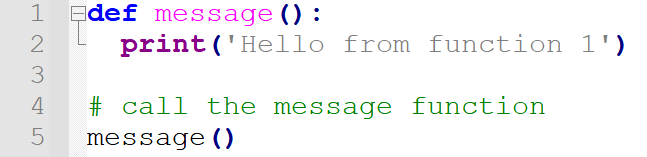 1 def message():
2   print('Hello from function 1')
3
4 # call the message function
5 message()